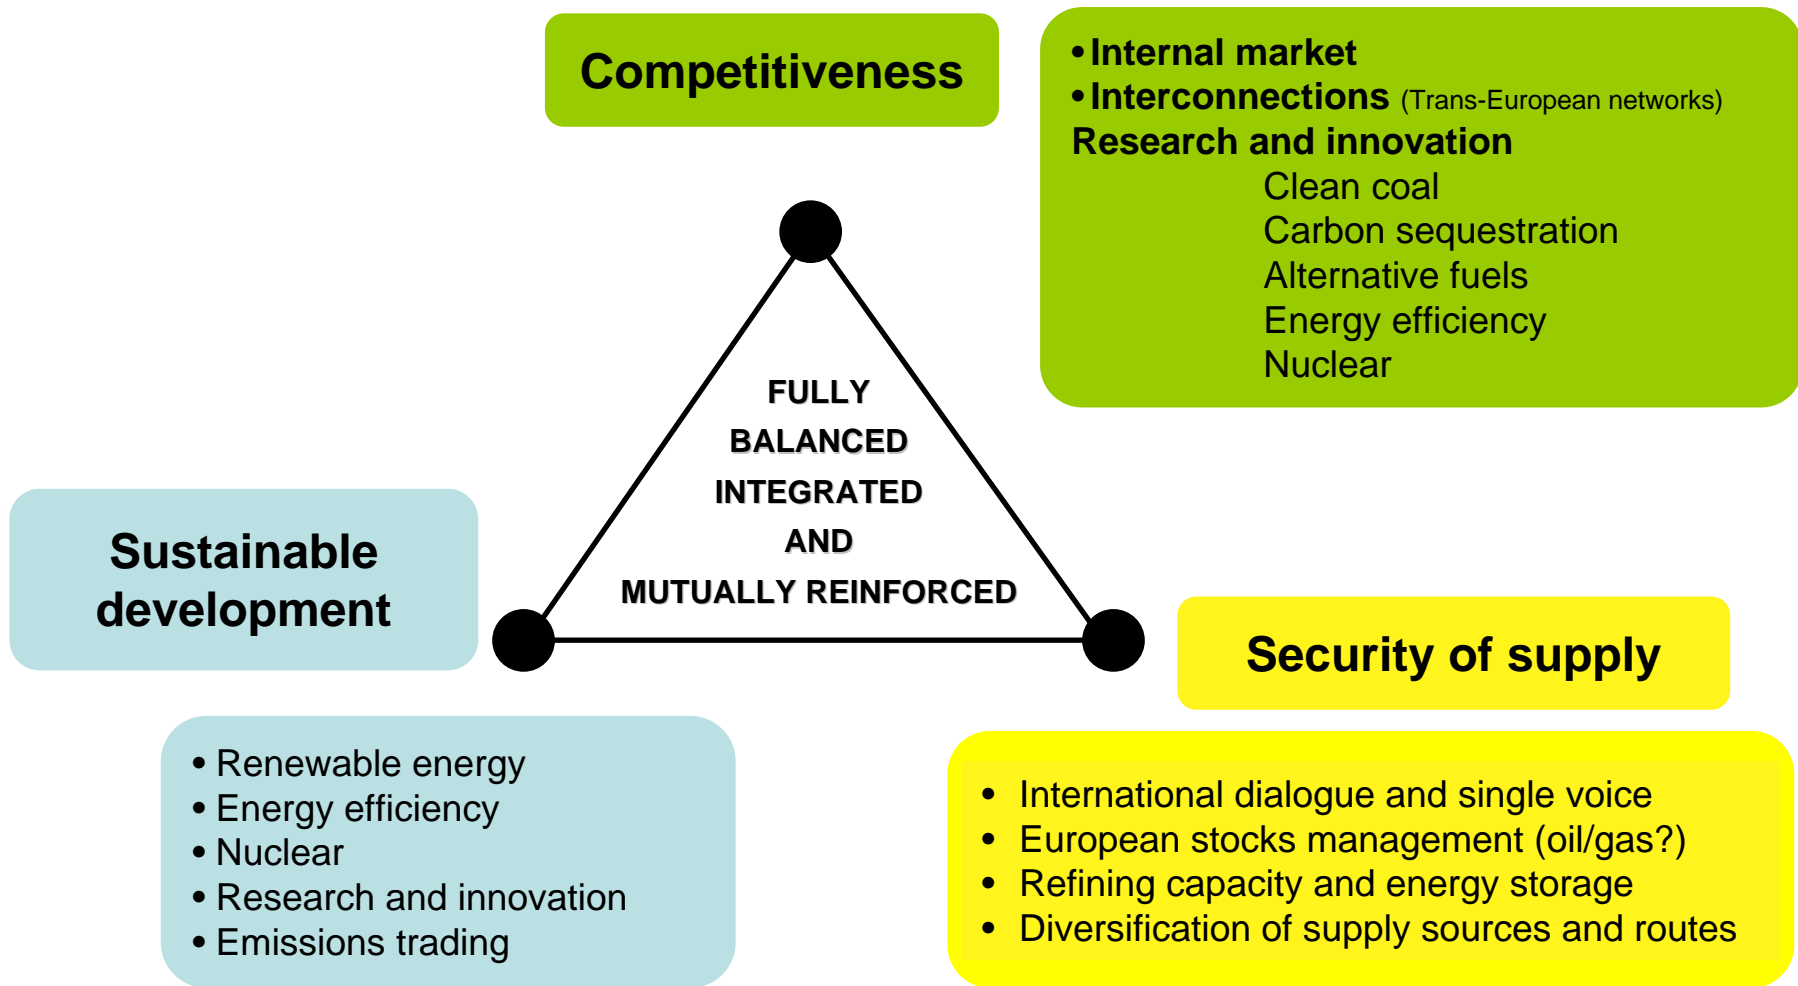 Competitiveness
• Internal market
• Interconnections (Trans-European networks)
Research and innovation
Clean coal
Carbon sequestration
Alternative fuels
Energy efficiency
Nuclear
FULLY
BALANCED
INTEGRATED
AND
MUTUALLY REINFORCED
Sustainable
development
• Renewable energy
• Energy efficiency
• Nuclear
• Research and innovation
• Emissions trading
Security of supply
• International dialogue and single voice
• European stocks management (oil/gas?)
• Refining capacity and energy storage
• Diversification of supply sources and routes